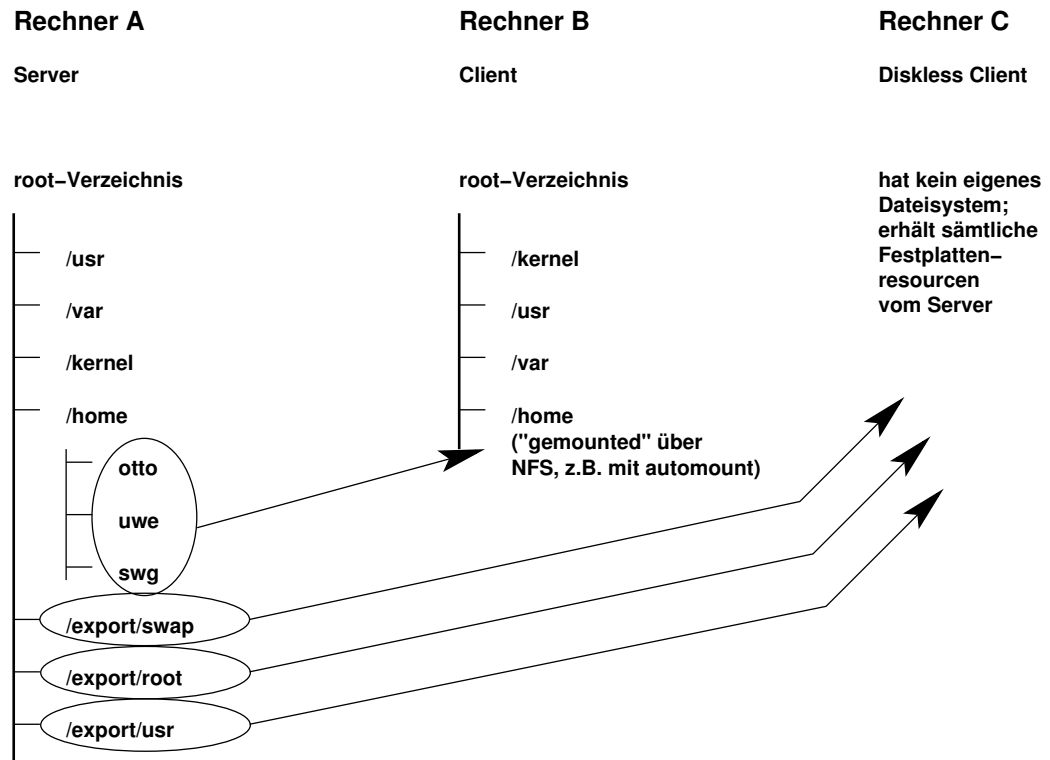 Rechner A
Server
root–Verzeichnis
/usr
/var
/kernel
/home
otto
uwe
swg
/export/swap
/export/root
/export/usr
Rechner B
Client
root–Verzeichnis
/kernel
/usr
/var
/home
("gemounted" über
NFS, z.B. mit automount)
Rechner C
Diskless Client
hat kein eigenes
Dateisystem;
erhält sämtliche
Festplatten–
resourcen
vom Server